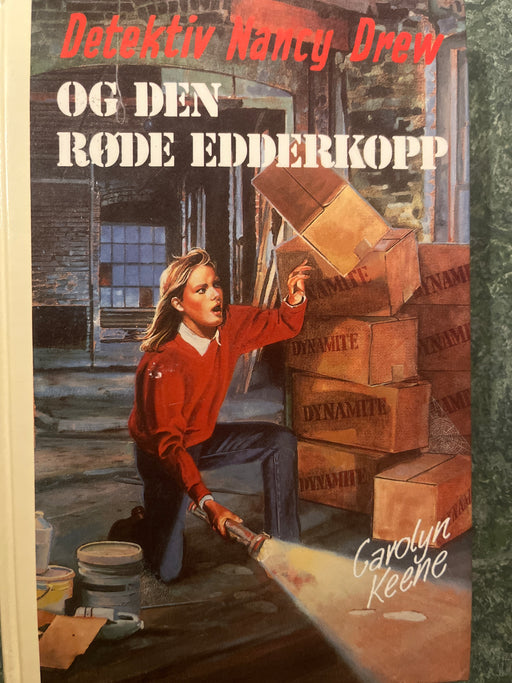 Detektiv Nancy Drew
OG DEN
RØDE EDDERKOPP
DYNAMITE
DYNAMITE
DYNAMITE
DYNAMITE
Carolyn
Keene